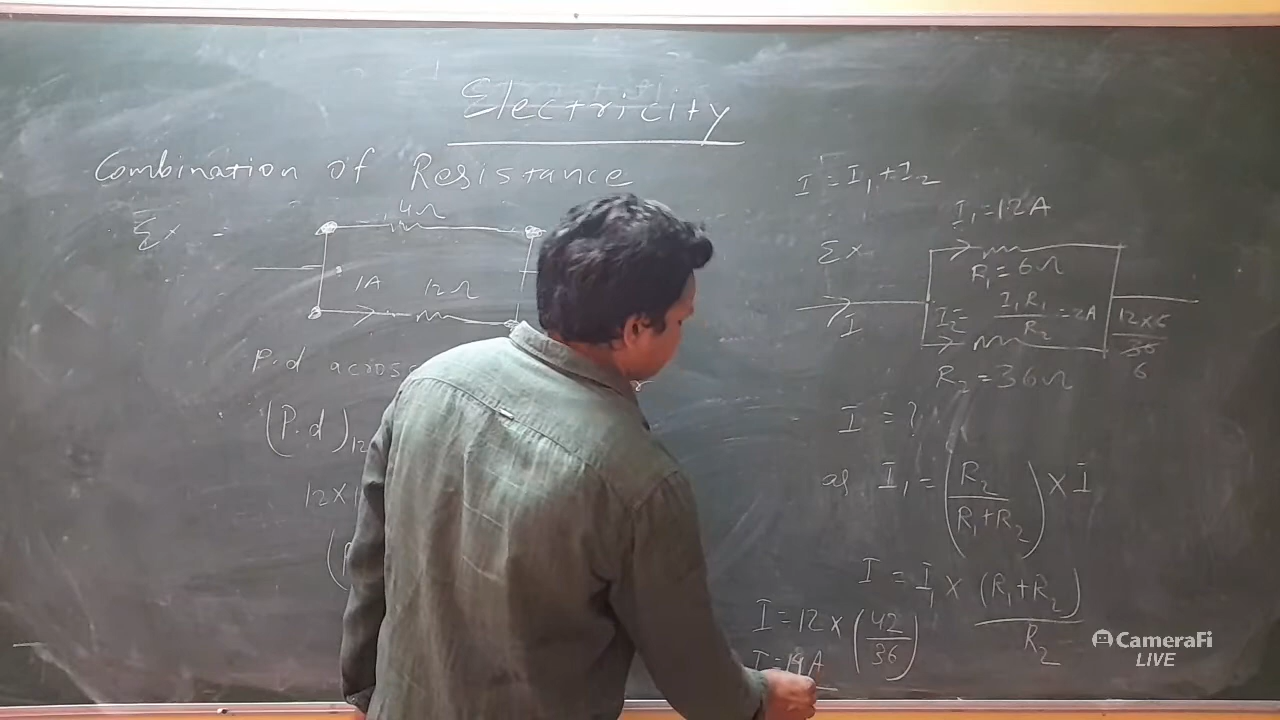 Electricity
Combination of Resistance
Ex -
4Ω
1A
12Ω
P.d across
(P.d)12
12×1
(P
I = I1 + I2
I1 = 12A
Ex
R1 = 6Ω
I
I2 = I1R1/R2 = 2A
12×6/36
6
R2 = 36Ω
I = ?
as I1 = (R2/R1+R2) × I
I = I1 × (R1+R2)/R2
I = 12 × (42/36)
I = 14A
CameraFi
LIVE